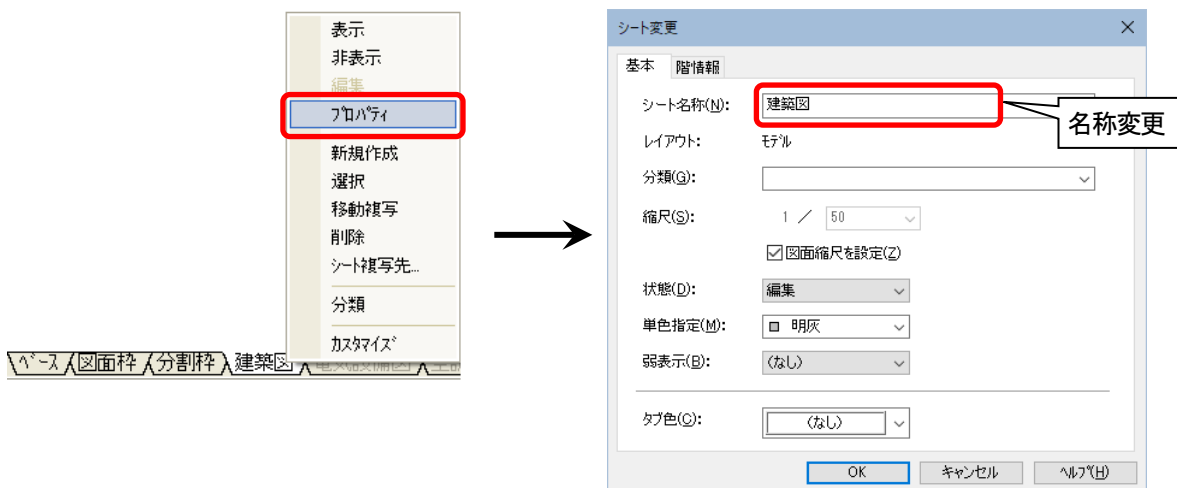 表示
非表示
編集
ﾌﾟﾛﾊﾟﾃｨ
新規作成
選択
移動複写
削除
ｼｰﾄ複写先...
分類
ｶｽﾀﾏｲｽﾞ
ﾍﾞｰｽ 図面枠 分割枠 建築図 電気設備図
シート変更
基本 階情報
シート名称(N): 建築図
名称変更
レイアウト: ﾓﾃﾞﾙ
分類(G):
縮尺(S): 1 ／ 50
図面縮尺を設定(Z)
状態(D): 編集
単色指定(M): 明灰
弱表示(B): (なし)
タブ色(C): (なし)
OK ｷｬﾝｾﾙ ﾍﾙﾌﾟ(H)